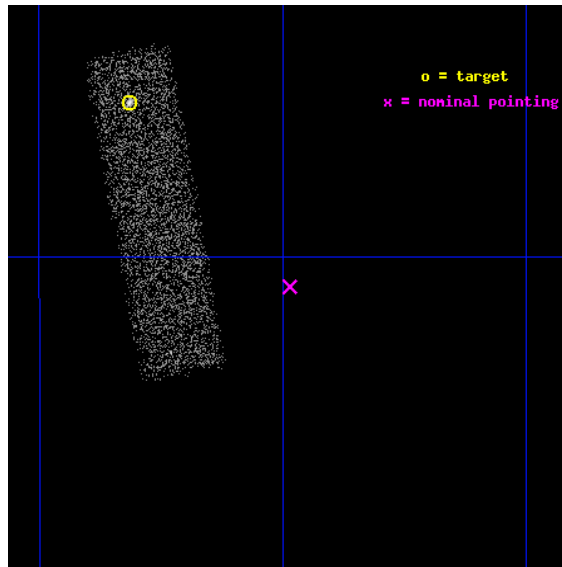 o = target
x = nominal pointing